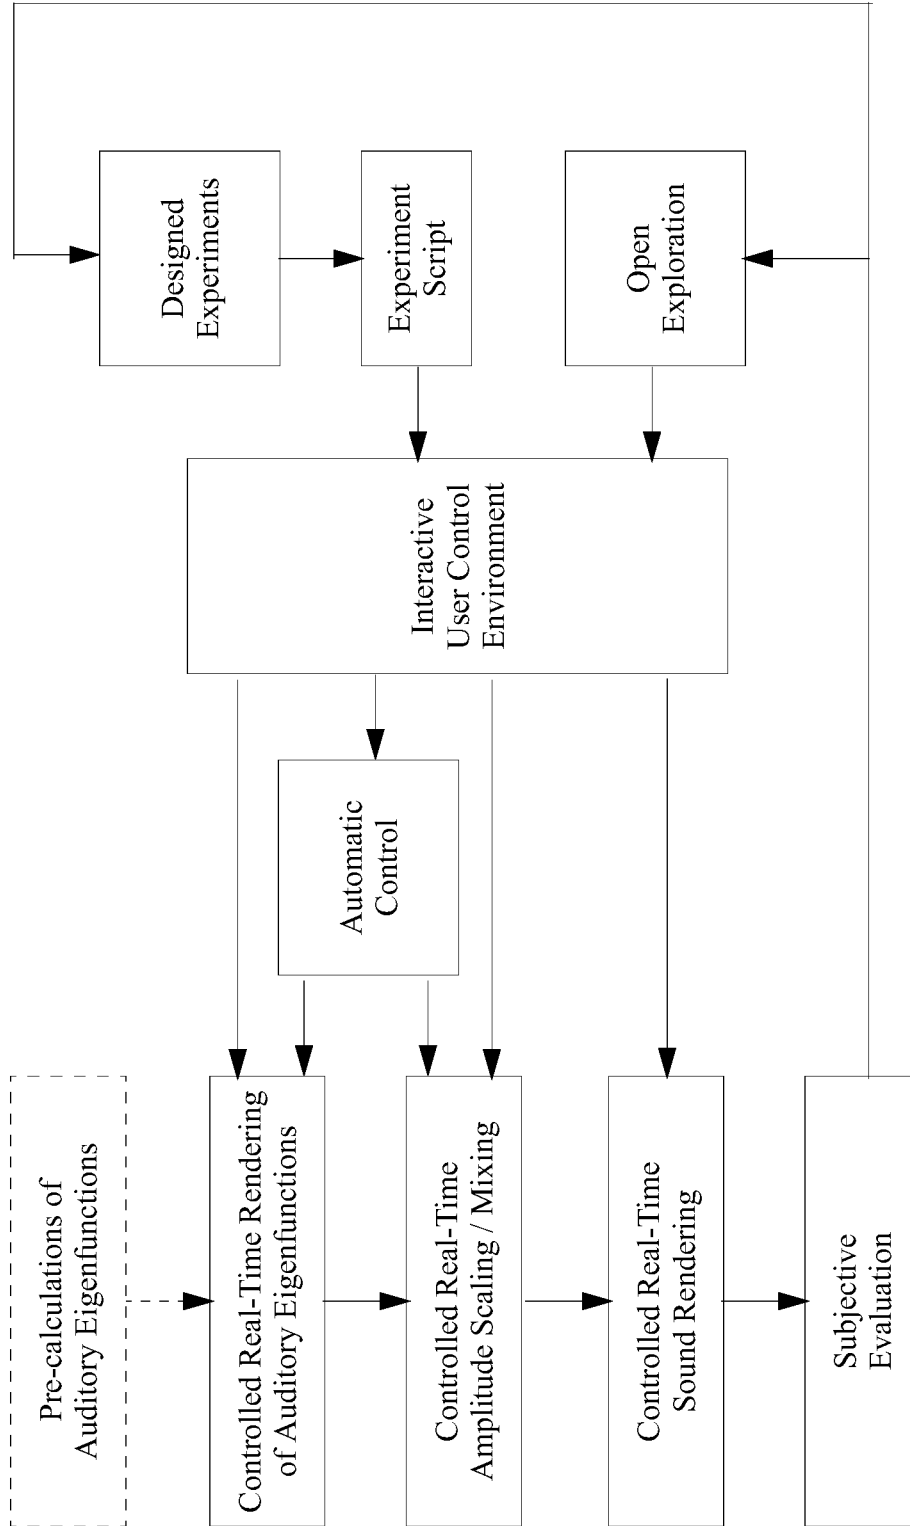 Pre-calculations of
Auditory Eigenfunctions
Controlled Real-Time Rendering
of Auditory Eigenfunctions
Controlled Real-Time
Amplitude Scaling / Mixing
Controlled Real-Time
Sound Rendering
Subjective
Evaluation
Automatic
Control
Interactive
User Control
Environment
Designed
Experiments
Experiment
Script
Open
Exploration